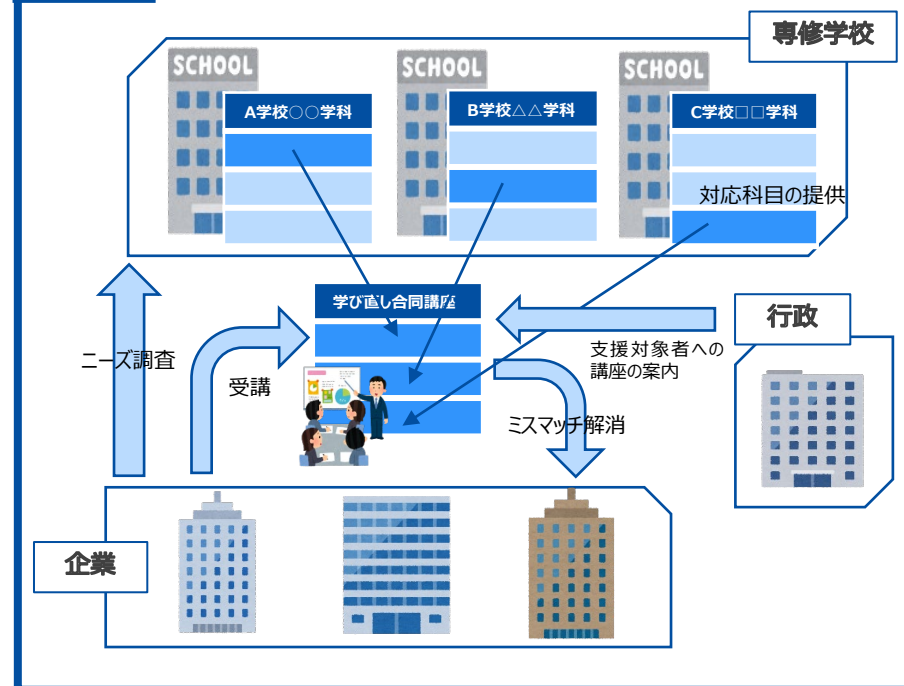 専修学校
SCHOOL
SCHOOL
SCHOOL
A学校○○学科
B学校△△学科
C学校□□学科
対応科目の提供
学び直し合同講座
行政
ニーズ調査
受講
支援対象者への
講座の案内
ミスマッチ解消
企業